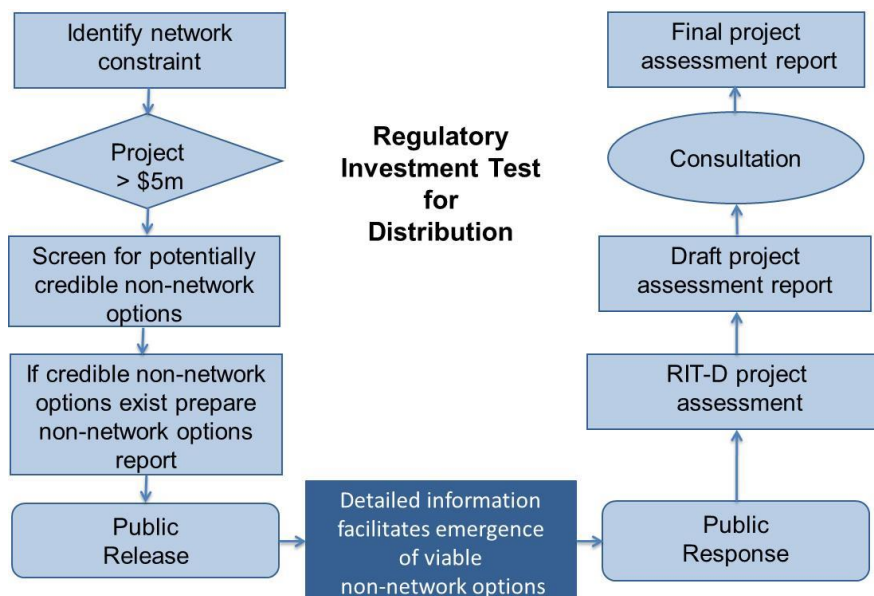 Identify network
constraint
Project
> $5m
Screen for potentially
credible non-network
options
If credible non-network
options exist prepare
non-network options
report
Public
Release
Regulatory
Investment Test
for
Distribution
Detailed information
facilitates emergence
of viable
non-network options
Public
Response
RIT-D project
assessment
Draft project
assessment report
Consultation
Final project
assessment report